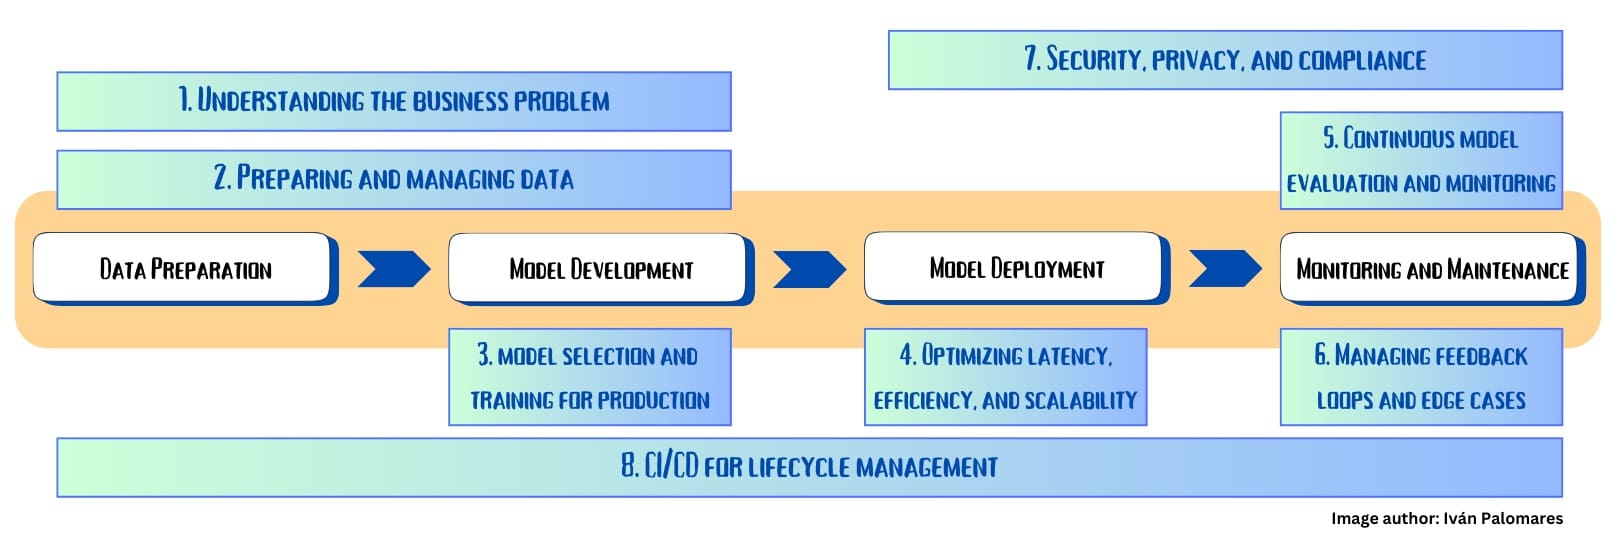 7. Security, privacy, and compliance
1. Understanding the business problem
5. Continuous model
evaluation and monitoring
2. Preparing and managing data
Data Preparation
Model Development
Model Deployment
Monitoring and Maintenance
3. model selection and
training for production
4. Optimizing latency,
efficiency, and scalability
6. Managing feedback
loops and edge cases
8. CI/CD for lifecycle management
Image author: Iván Palomares